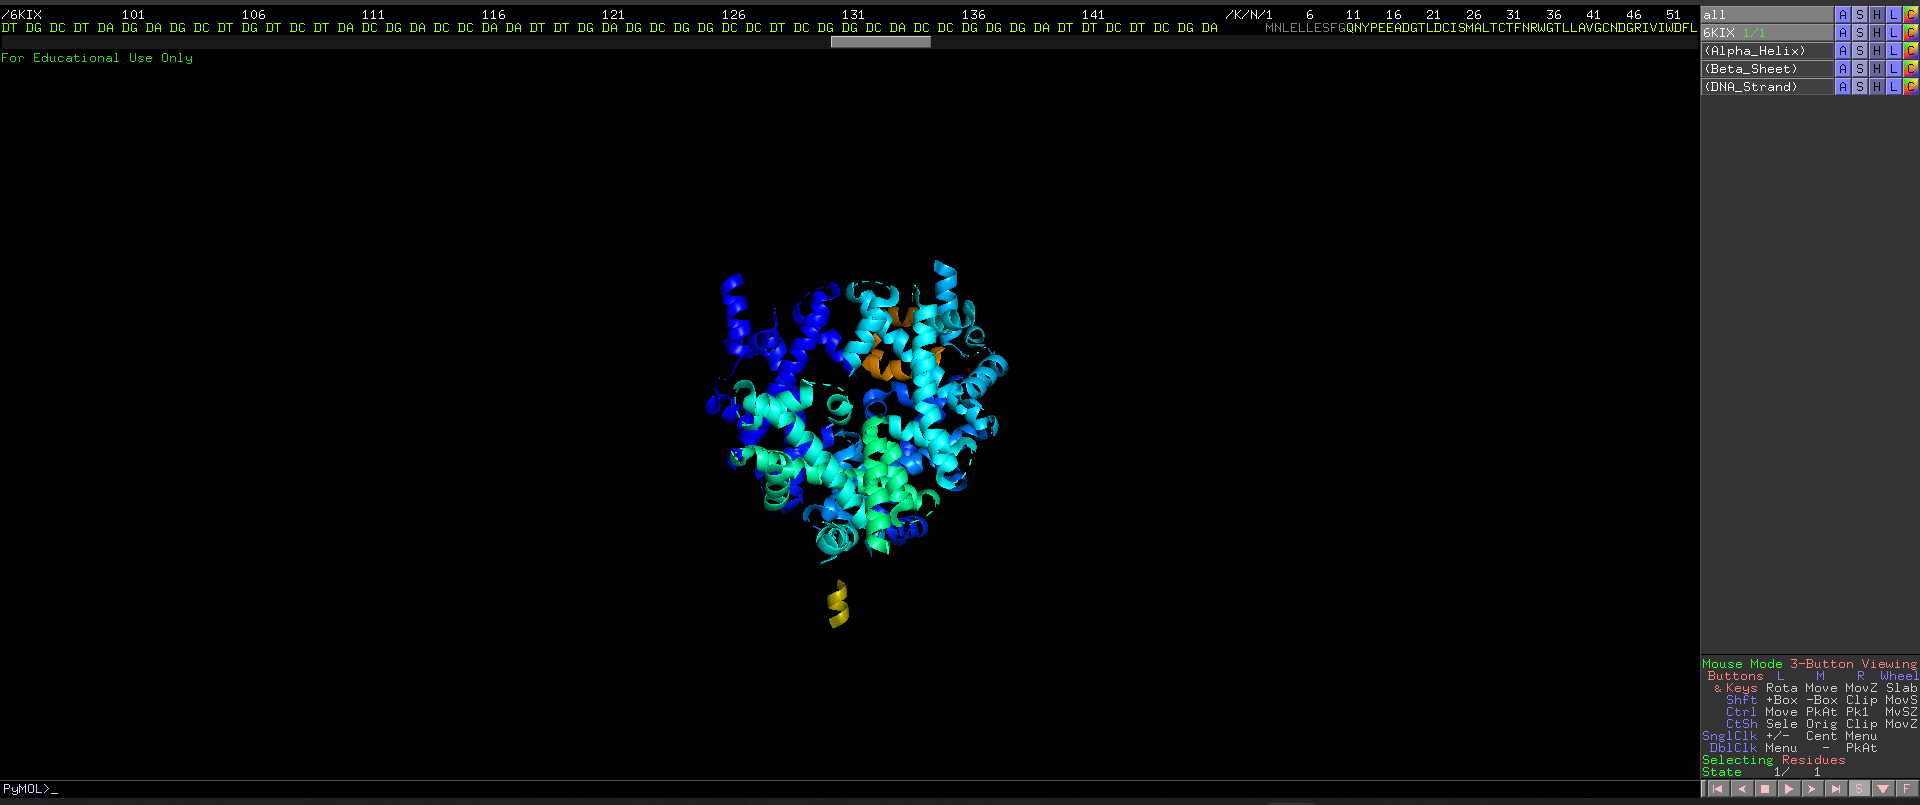 /6KIX 101 106 111 116 121 126 131 136 141 /K/N/1 6 11 16 21 26 31 36 41 46 51
DT DG DC DT DA DG DA DG DC DT DG DT DC DG DA DC DG DC DG DC DA DA DC DG DC DG DC DA DC DG DC DG DC DT DG DT DC DC DC DC DG DG DG DA DT DT DC DT DC DC DG DA MNLELLESFGQNYPEEADGTLDCISMALTCTFNRWGTLLAVGCNDGRIVIWDFL
For Educational Use Only
all A S H L C
6KIX 1/1 A S H L C
(Alpha_Helix) A S H L C
(Beta_Sheet) A S H L C
(DNA_Strand) A S H L C
Mouse Mode 3-Button Viewing
Buttons L M R Wheel
& Keys Rota Move MovZ Slab
Shft +Box -Box Clip MovS
Ctrl Move PkAt Pk1 MvSZ
CtSh Sele Orig Clip MovZ
SnglClk +/- Cent Menu
DblClk Menu - PkAt
Selecting Residues
State 1/ 1
PyMOL>_
S F